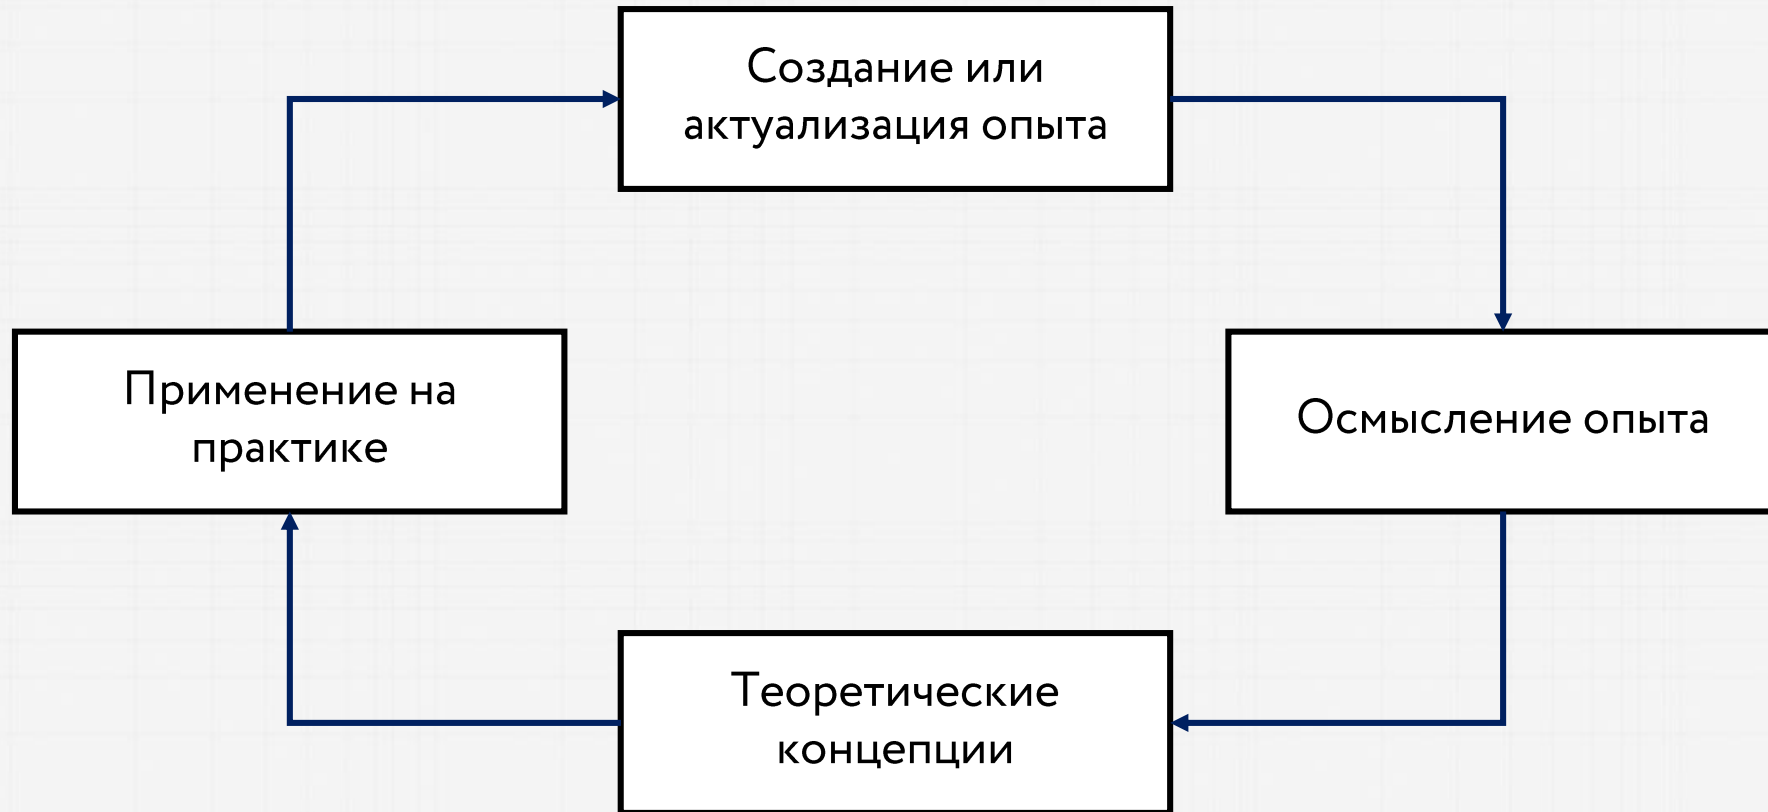 Создание или
актуализация опыта
Применение на
практике
Осмысление опыта
Теоретические
концепции